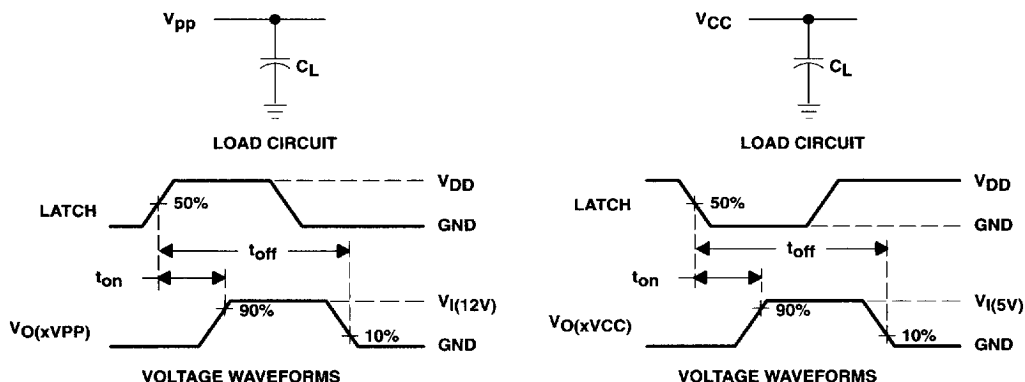 Vpp
CL
LOAD CIRCUIT
LATCH
50%
VDD
GND
toff
ton
VO(xVPP)
90%
10%
VI(12V)
GND
VOLTAGE WAVEFORMS
VCC
CL
LOAD CIRCUIT
LATCH
50%
VDD
GND
toff
ton
VO(xVCC)
90%
10%
VI(5V)
GND
VOLTAGE WAVEFORMS